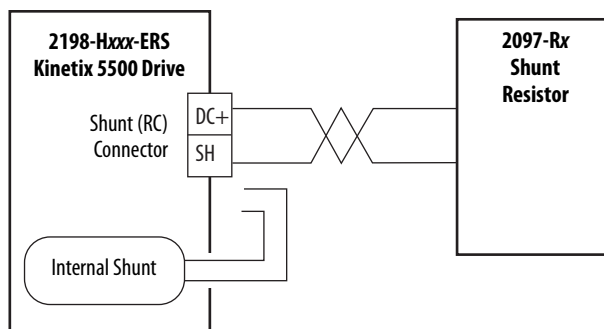 2198-Hxxx-ERS
Kinetix 5500 Drive
2097-Rx
Shunt
Resistor
Shunt (RC)
Connector
DC+
SH
Internal Shunt